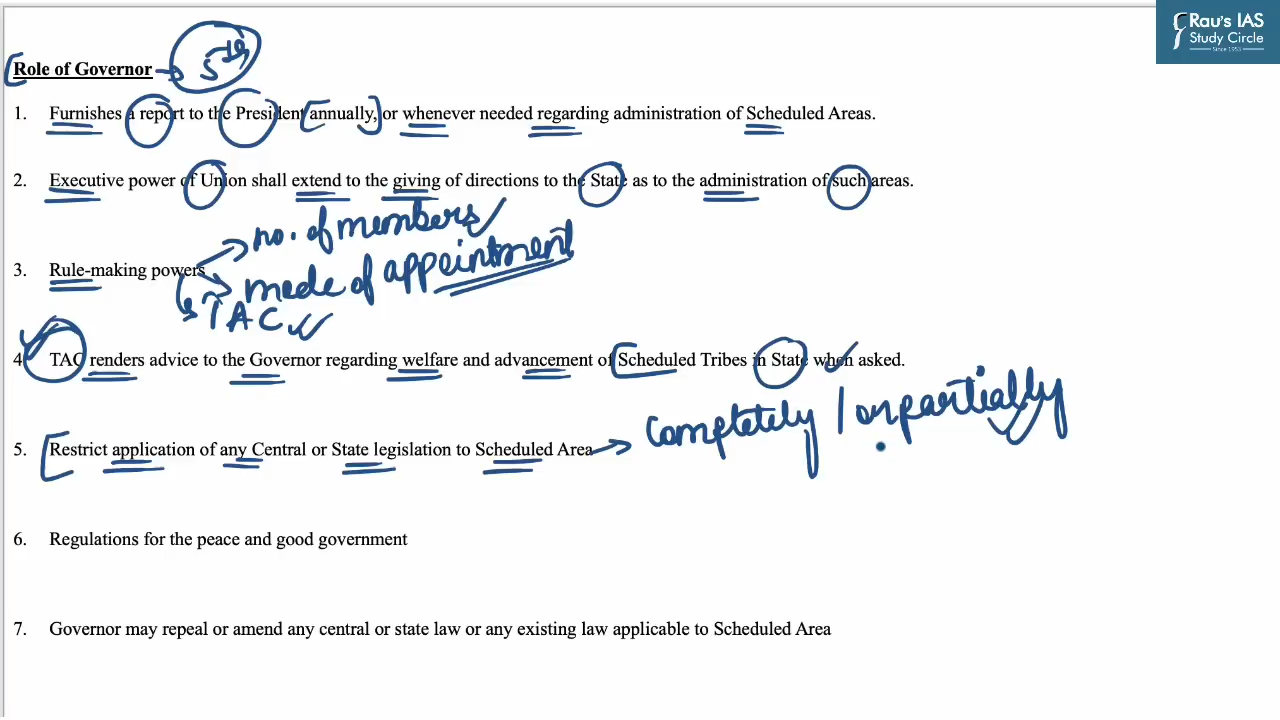 Rau's IAS
Study Circle
Since 1953
Role of Governor → 5th
1. Furnishes a report to the President annually, or whenever needed regarding administration of Scheduled Areas.
2. Executive power of Union shall extend to the giving of directions to the State as to the administration of such areas.
no. of members
3. Rule-making powers
mode of appointment
TAC
4. TAC renders advice to the Governor regarding welfare and advancement of Scheduled Tribes in State when asked.
5. Restrict application of any Central or State legislation to Scheduled Area → completely / or partially
6. Regulations for the peace and good government
7. Governor may repeal or amend any central or state law or any existing law applicable to Scheduled Area